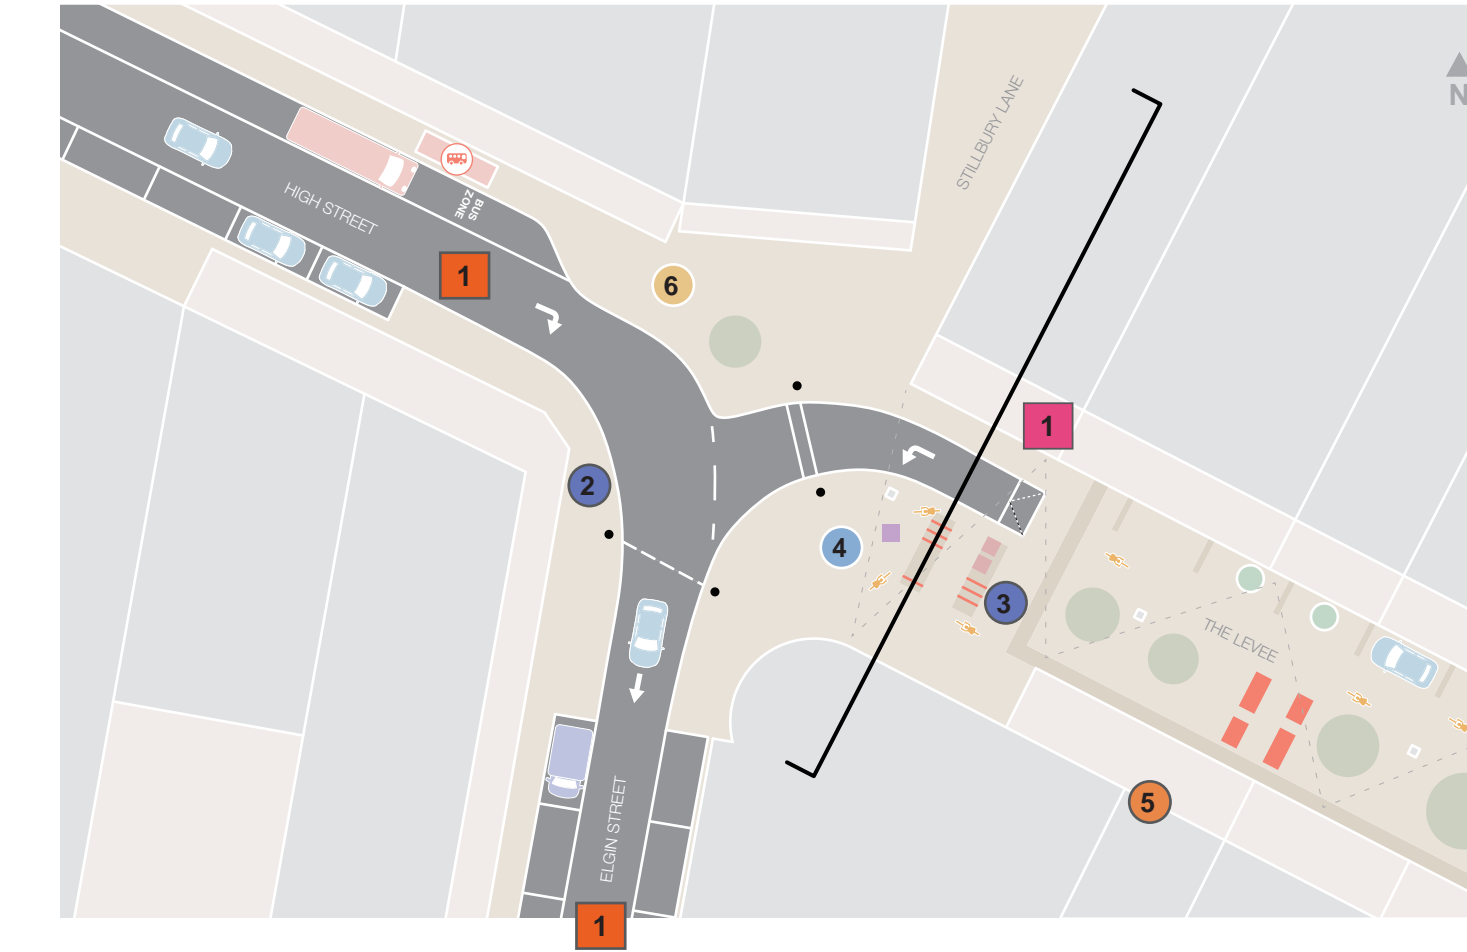 STILLBURY LANE
N
HIGH STREET
BUS
ZONE
1
6
1
2
4
3
THE LEVEE
5
ELGIN STREET
1